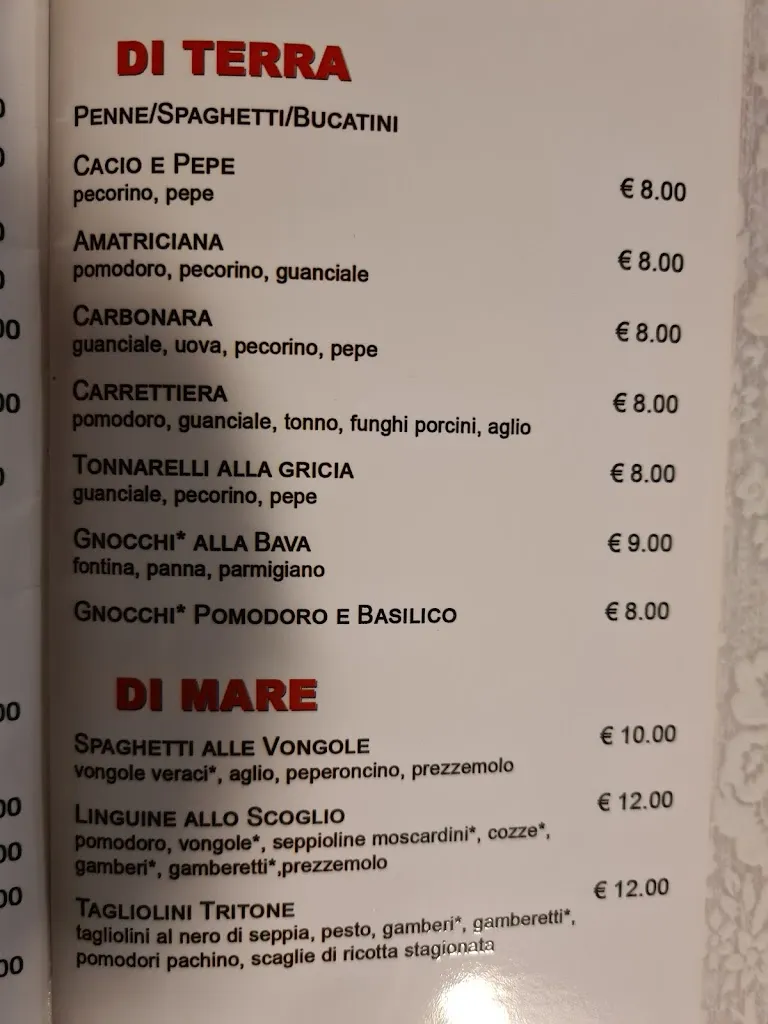 DI TERRA
PENNE/SPAGHETTI/BUCATINI
CACIO E PEPE
pecorino, pepe
€ 8.00
AMATRICIANA
pomodoro, pecorino, guanciale
€ 8.00
CARBONARA
guanciale, uova, pecorino, pepe
€ 8.00
CARRETTIERA
pomodoro, guanciale, tonno, funghi porcini, aglio
€ 8.00
TONNARELLI ALLA GRICIA
guanciale, pecorino, pepe
€ 8.00
GNOCCHI* ALLA BAVA
fontina, panna, parmigiano
€ 9.00
GNOCCHI* POMODORO E BASILICO
€ 8.00
DI MARE
SPAGHETTI ALLE VONGOLE
vongole veraci*, aglio, peperoncino, prezzemolo
€ 10.00
LINGUINE ALLO SCOGLIO
pomodoro, vongole*, seppioline moscardini*, cozze*,
gamberi*, gamberetti*,prezzemolo
€ 12.00
TAGLIOLINI TRITONE
tagliolini al nero di seppia, pesto, gamberi*, gamberetti*,
pomodori pachino, scaglie di ricotta stagionata
€ 12.00